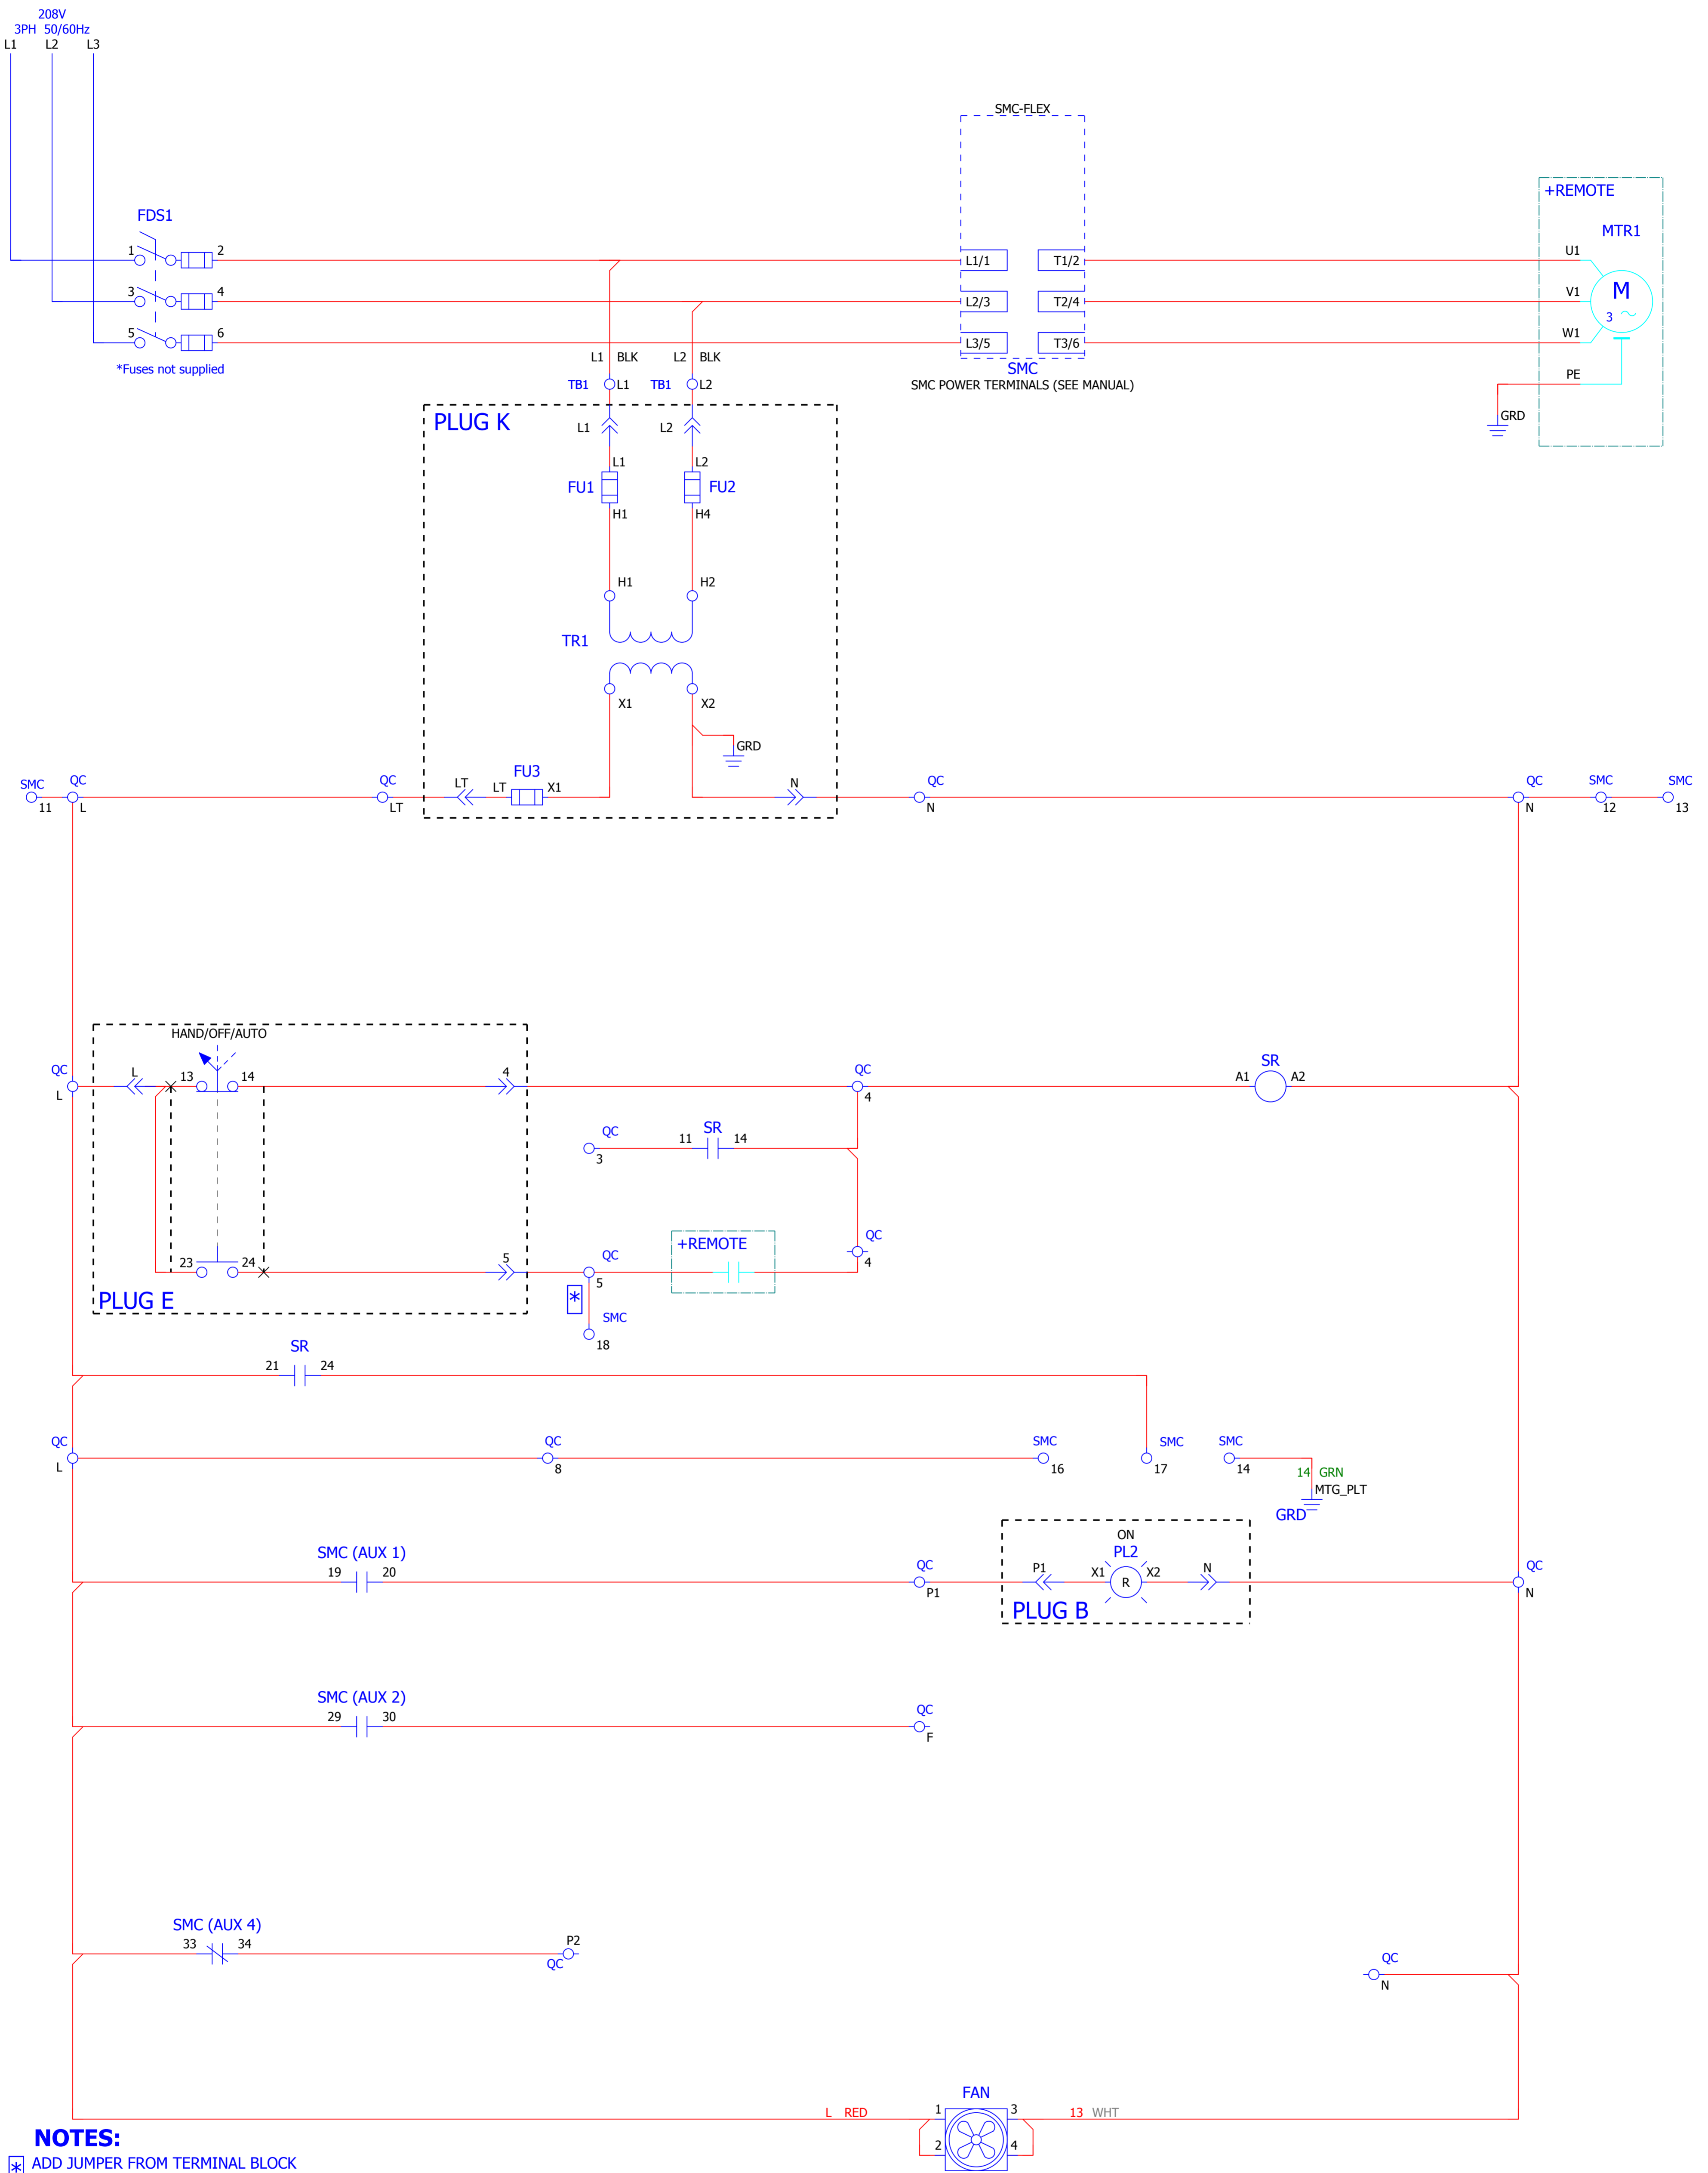 208V
3PH 50/60Hz
L1 L2 L3
SMC-FLEX
+REMOTE
FDS1
MTR1
1 2 L1/1 T1/2 U1
3 4 L2/3 T2/4 V1 M
3
5 6 L3/5 T3/6 W1
*Fuses not supplied
L1 BLK L2 BLK
SMC
SMC POWER TERMINALS (SEE MANUAL)
PE
TB1 L1 TB1 L2
GRD
PLUG K
L1 L2
L1 L2
FU1 FU2
H1 H4
H1 H2
TR1
X1 X2
GRD
SMC QC QC LT LT FU3 X1 N QC QC SMC SMC
11 L LT N N 12 13
HAND/OFF/AUTO
QC L 13 14 4 QC SR
L 4 A1 A2
QC 11 SR 14
3
+REMOTE QC
4
23 24 5 QC
5
PLUG E
*
SMC
18
SR
21 24
QC QC SMC SMC SMC
L 8 16 17 14
14 GRN
MTG_PLT
GRD
ON
SMC (AUX 1) PL2
19 20 QC P1 X1 R X2 N QC
P1 N
PLUG B
SMC (AUX 2)
29 30 QC
F
SMC (AUX 4)
33 34 P2
QC
QC
N
FAN
L RED 1 3 13 WHT
2 4
NOTES:
* ADD JUMPER FROM TERMINAL BLOCK